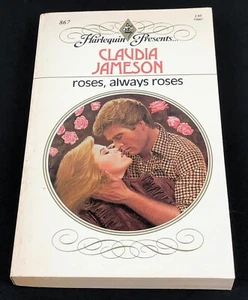 867
Harlequin Presents...
CLAUDIA
JAMESON
roses, always roses